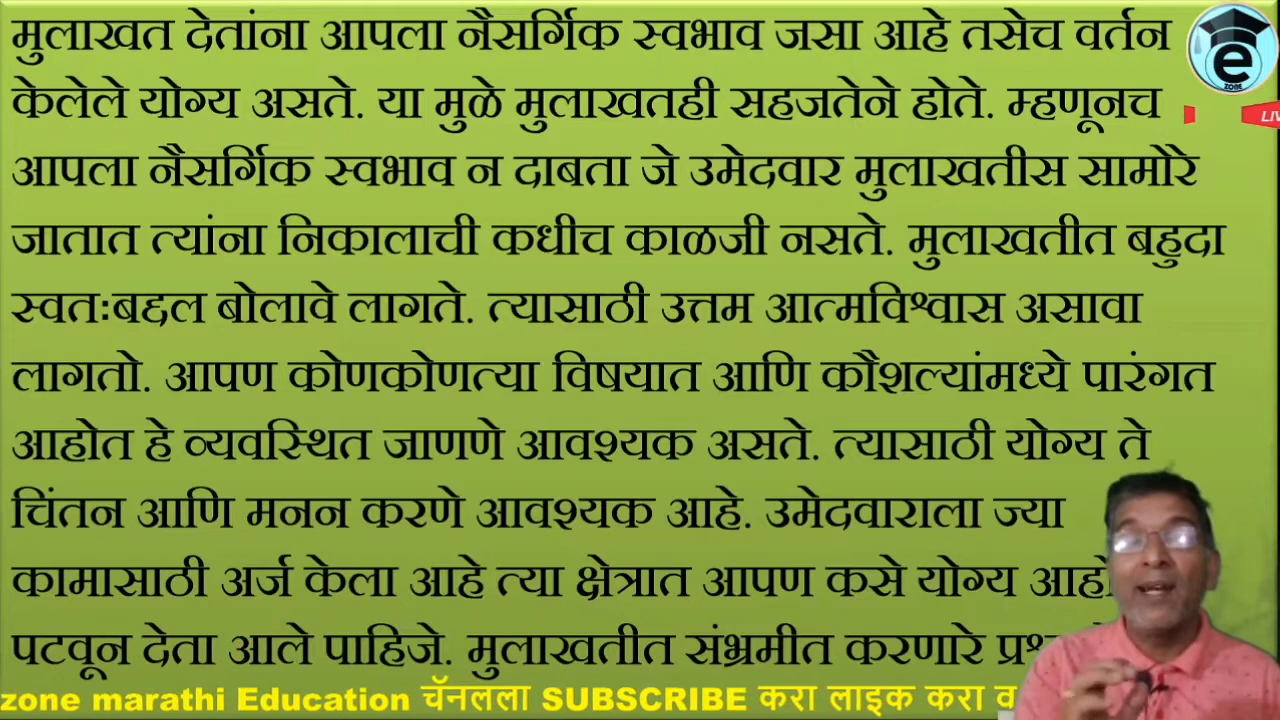 मुलाखत देतांना आपला नैसर्गिक स्वभाव जसा आहे तसेच वर्तन
केलेले योग्य असते. या मुळे मुलाखतही सहजतेने होते. म्हणूनच
आपला नैसर्गिक स्वभाव न दाबता जे उमेदवार मुलाखतीस सामोरे
जातात त्यांना निकालाची कधीच काळजी नसते. मुलाखतीत बहुदा
स्वतःबद्दल बोलावे लागते. त्यासाठी उत्तम आत्मविश्वास असावा
लागतो. आपण कोणकोणत्या विषयात आणि कौशल्यांमध्ये पारंगत
आहोत हे व्यवस्थित जाणणे आवश्यक असते. त्यासाठी योग्य ते
चिंतन आणि मनन करणे आवश्यक आहे. उमेदवाराला ज्या
कामासाठी अर्ज केला आहे त्या क्षेत्रात आपण कसे योग्य
पटवून देता आले पाहिजे. मुलाखतीत संभ्रमीत करणारे
zone marathi Education चॅनलला SUBSCRIBE करा लाइक करा व
e
ZONE